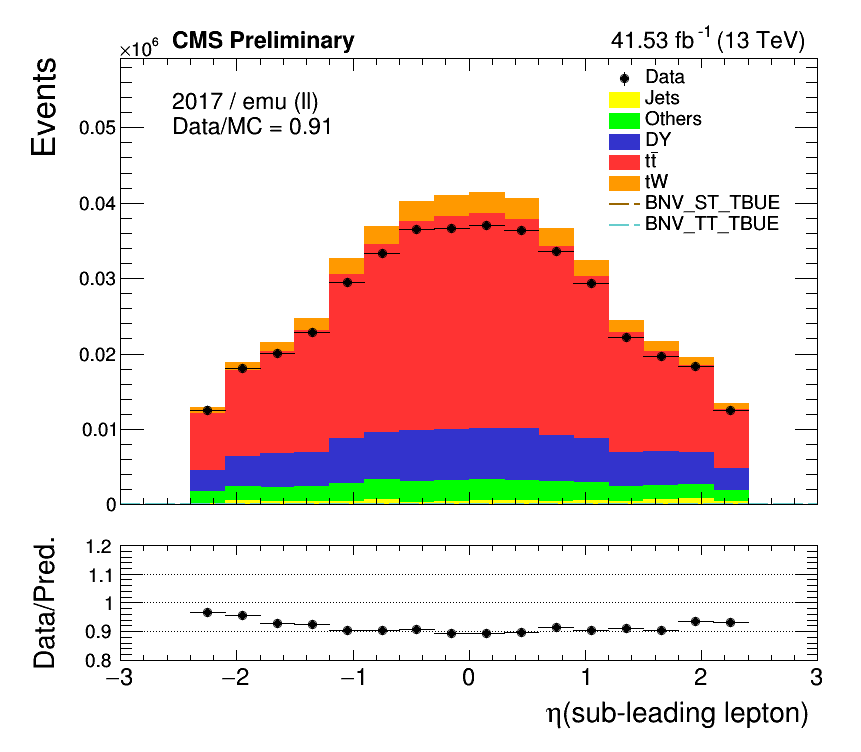 ×10⁶ CMS Preliminary 41.53 fb⁻¹ (13 TeV)
Events
2017 / emu (ll)
Data/MC = 0.91
Data
Jets
Others
DY
tt̄
tW
BNV_ST_TBUE
BNV_TT_TBUE
0.05
0.04
0.03
0.02
0.01
0
Data/Pred.
1.2
1.1
1
0.9
0.8
−3 −2 −1 0 1 2 3
η(sub-leading lepton)